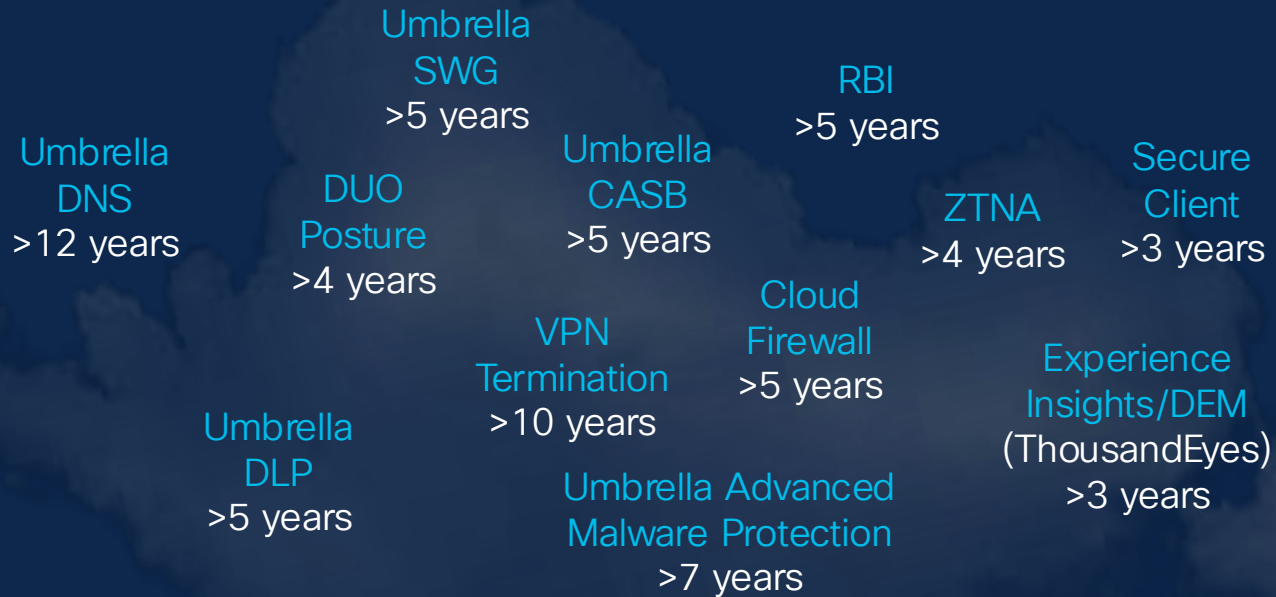 Umbrella
SWG
>5 years
RBI
>5 years
Umbrella
DNS
>12 years
DUO
Posture
>4 years
Umbrella
CASB
>5 years
ZTNA
>4 years
Secure
Client
>3 years
VPN
Termination
>10 years
Cloud
Firewall
>5 years
Experience
Insights/DEM
(ThousandEyes)
>3 years
Umbrella
DLP
>5 years
Umbrella Advanced
Malware Protection
>7 years